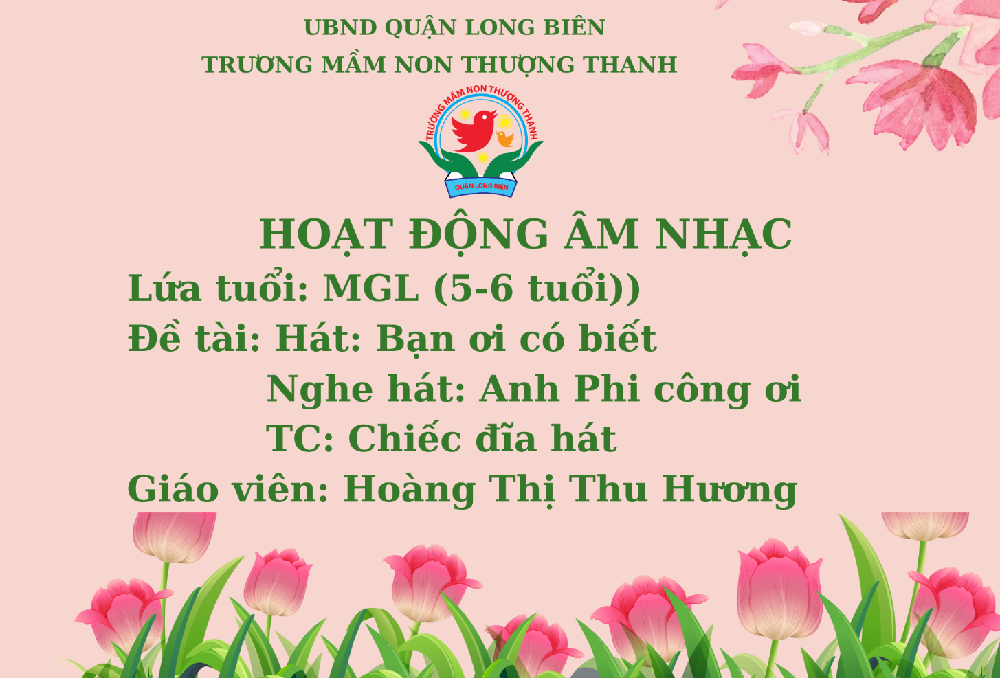 UBND QUẬN LONG BIÊN
TRƯƠNG MẦM NON THƯỢNG THANH
TRƯỜNG MẦM NON THƯỢNG THANH
QUẬN LONG BIÊN
HOẠT ĐỘNG ÂM NHẠC
Lứa tuổi: MGL (5-6 tuổi))
Đề tài: Hát: Bạn ơi có biết
Nghe hát: Anh Phi công ơi
TC: Chiếc đĩa hát
Giáo viên: Hoàng Thị Thu Hương